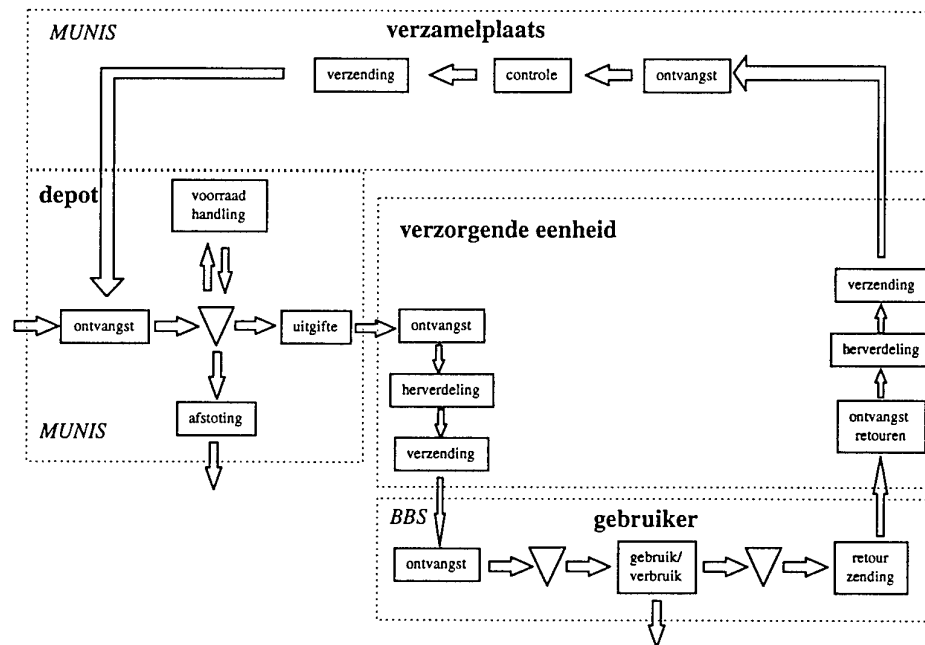 MUNIS
verzamelplaats
verzending
controle
ontvangst
depot
voorraad
handling
ontvangst
uitgifte
afstoting
MUNIS
verzorgende eenheid
ontvangst
herverdeling
verzending
verzending
herverdeling
ontvangst
retouren
BBS
gebruiker
ontvangst
gebruik/
verbruik
retour
zending